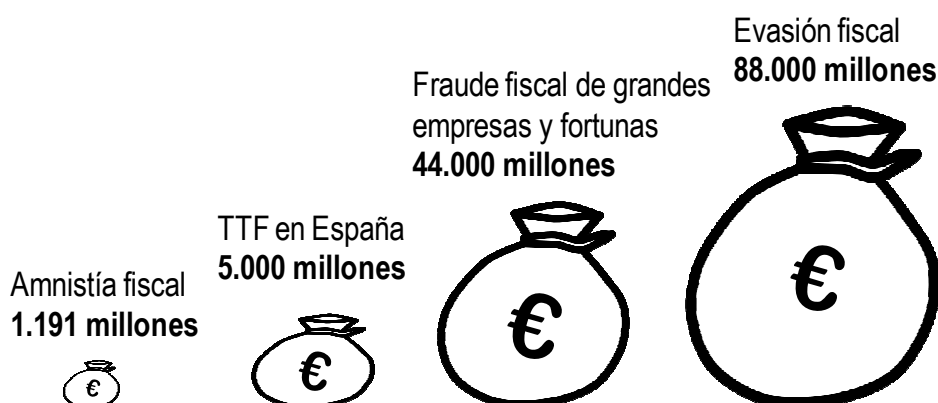 Amnistía fiscal
1.191 millones
€
TTF en España
5.000 millones
€
Fraude fiscal de grandes
empresas y fortunas
44.000 millones
€
Evasión fiscal
88.000 millones
€